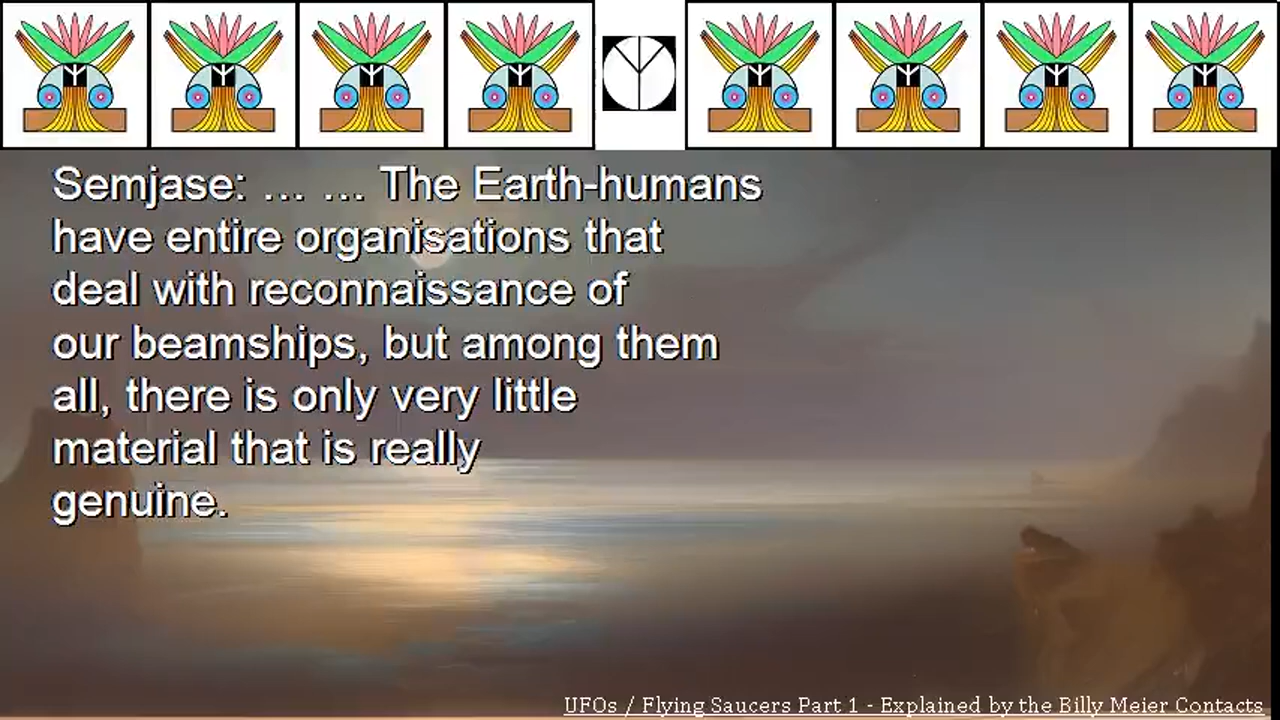 Semjase: ... ... The Earth-humans
have entire organisations that
deal with reconnaissance of
our beamships, but among them
all, there is only very little
material that is really
genuine.
UFOs / Flying Saucers Part 1 - Explained by the Billy Meier Contacts